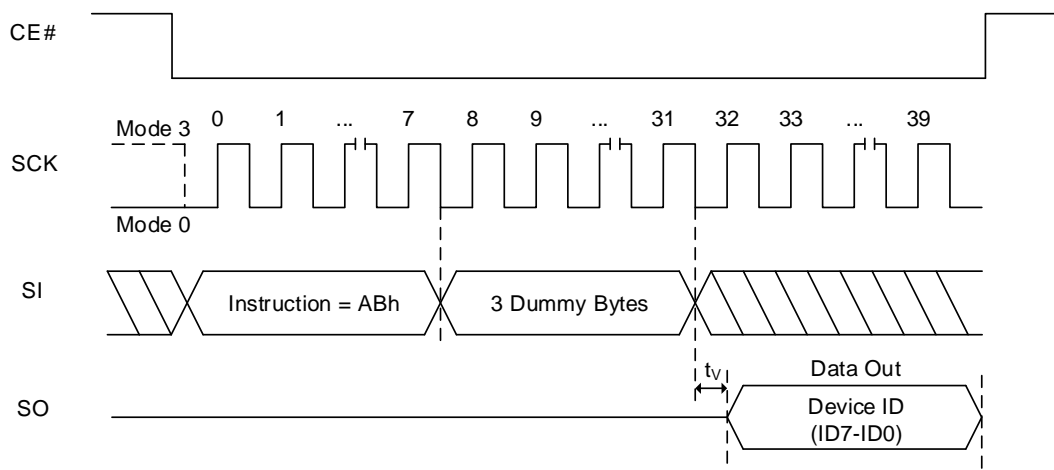 CE#
0 1 ... 7 8 9 ... 31 32 33 ... 39
Mode 3
SCK
Mode 0
SI
Instruction = ABh
3 Dummy Bytes
tV
Data Out
SO
Device ID
(ID7-ID0)